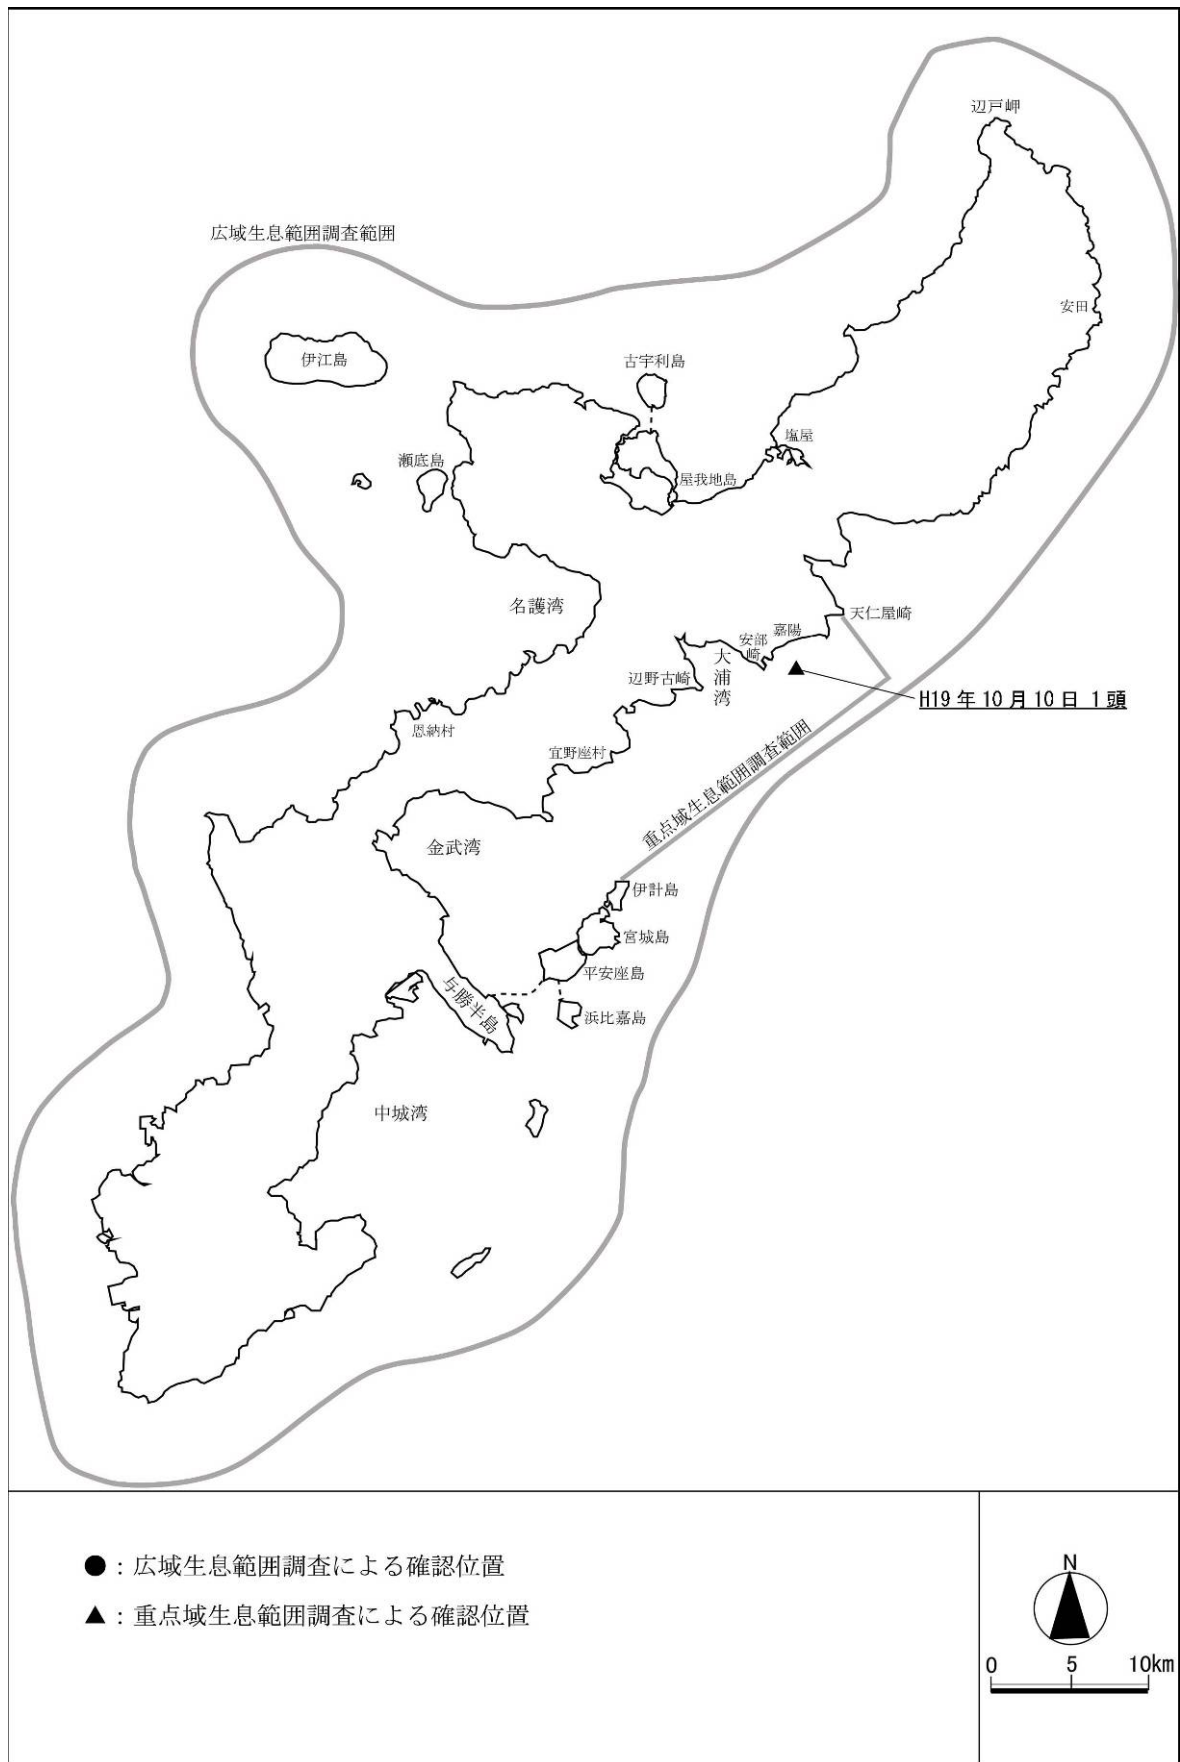 辺戸岬
広域生息範囲調査範囲
安田
伊江島
古宇利島
塩屋
瀬底島
屋我地島
名護湾
天仁屋崎
嘉陽
安部
崎
大浦湾
辺野古崎
H19年10月10日 1頭
恩納村
宜野座村
重点域生息範囲調査範囲
金武湾
伊計島
宮城島
平安座島
与勝半島
浜比嘉島
中城湾
●：広域生息範囲調査による確認位置
▲：重点域生息範囲調査による確認位置
N
0 5 10km